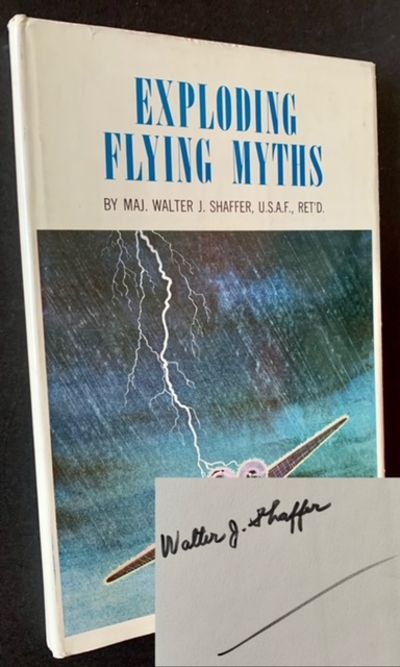 EXPLODING
FLYING MYTHS
BY MAJ. WALTER J. SHAFFER, U.S.A.F., RET'D.
Walter J. Shaffer